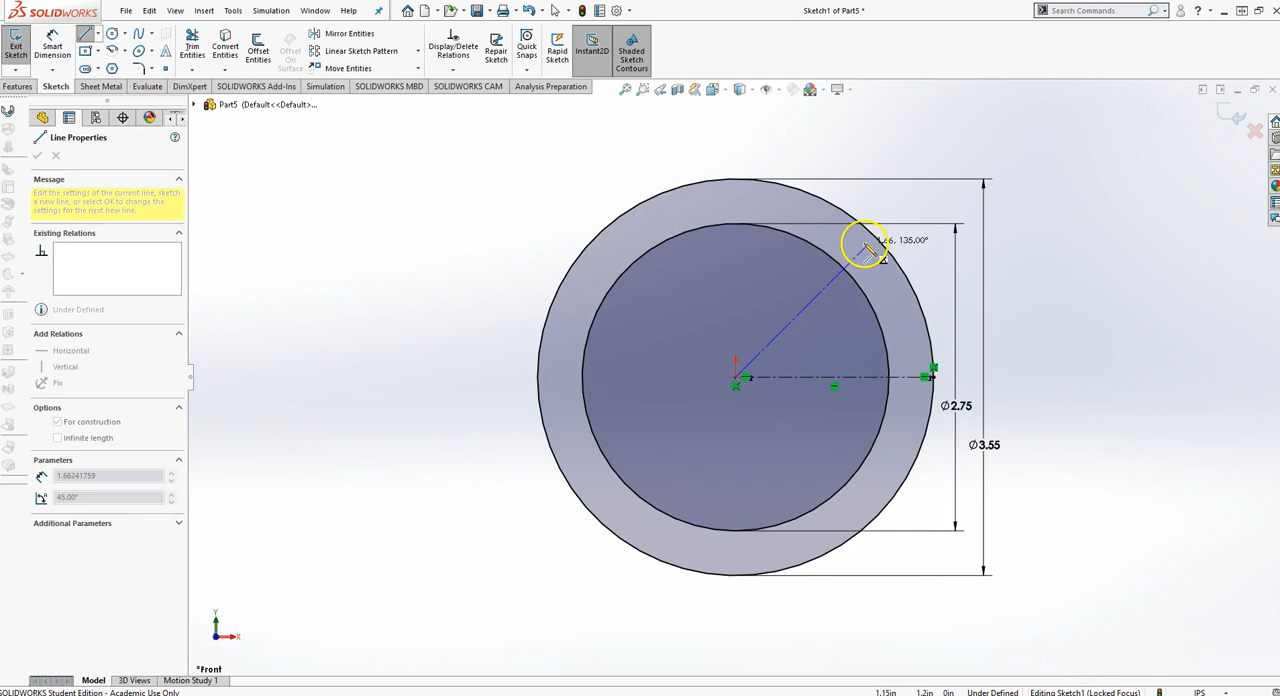 SOLIDWORKS File Edit View Insert Tools Simulation Window Help Sketch1 of Part5 * Search Commands
Exit Sketch Smart Dimension Trim Entities Convert Entities Offset Entities Offset On Surface Mirror Entities Linear Sketch Pattern Move Entities Display/Delete Relations Repair Sketch Quick Snaps Rapid Sketch Instant2D Shaded Sketch Contours
Features Sketch Sheet Metal Evaluate DimXpert SOLIDWORKS Add-Ins Simulation SOLIDWORKS MBD SOLIDWORKS CAM Analysis Preparation
Part5 (Default<<Default>...
Line Properties
Message
Edit the settings of the current line, sketch
a new line, or select OK to change the
settings for the next new line.
Existing Relations
Under Defined
Add Relations
Horizontal
Vertical
Fix
Options
For construction
Infinite length
Parameters
1.66241759
45.00°
Additional Parameters
135.00°
2
2
∅2.75
∅3.55
Y
X
*Front
Model 3D Views Motion Study 1
SOLIDWORKS Student Edition - Academic Use Only 1.15in 1.2in 0in Under Defined Editing Sketch1 (Locked Focus) IPS